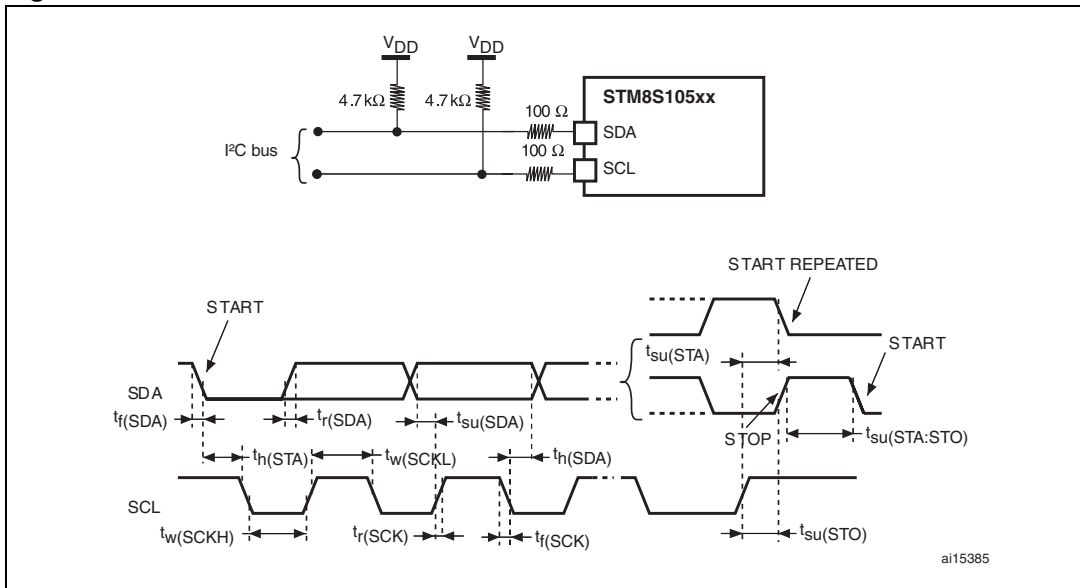 VDD VDD
4.7kΩ 4.7kΩ
STM8S105xx
100 Ω
SDA
I²C bus
100 Ω
SCL
START REPEATED
START
tsu(STA)
START
SDA
tf(SDA)
tr(SDA)
tsu(SDA)
STOP
tsu(STA:STO)
th(STA)
tw(SCKL)
th(SDA)
SCL
tw(SCKH)
tr(SCK)
tf(SCK)
tsu(STO)
ai15385